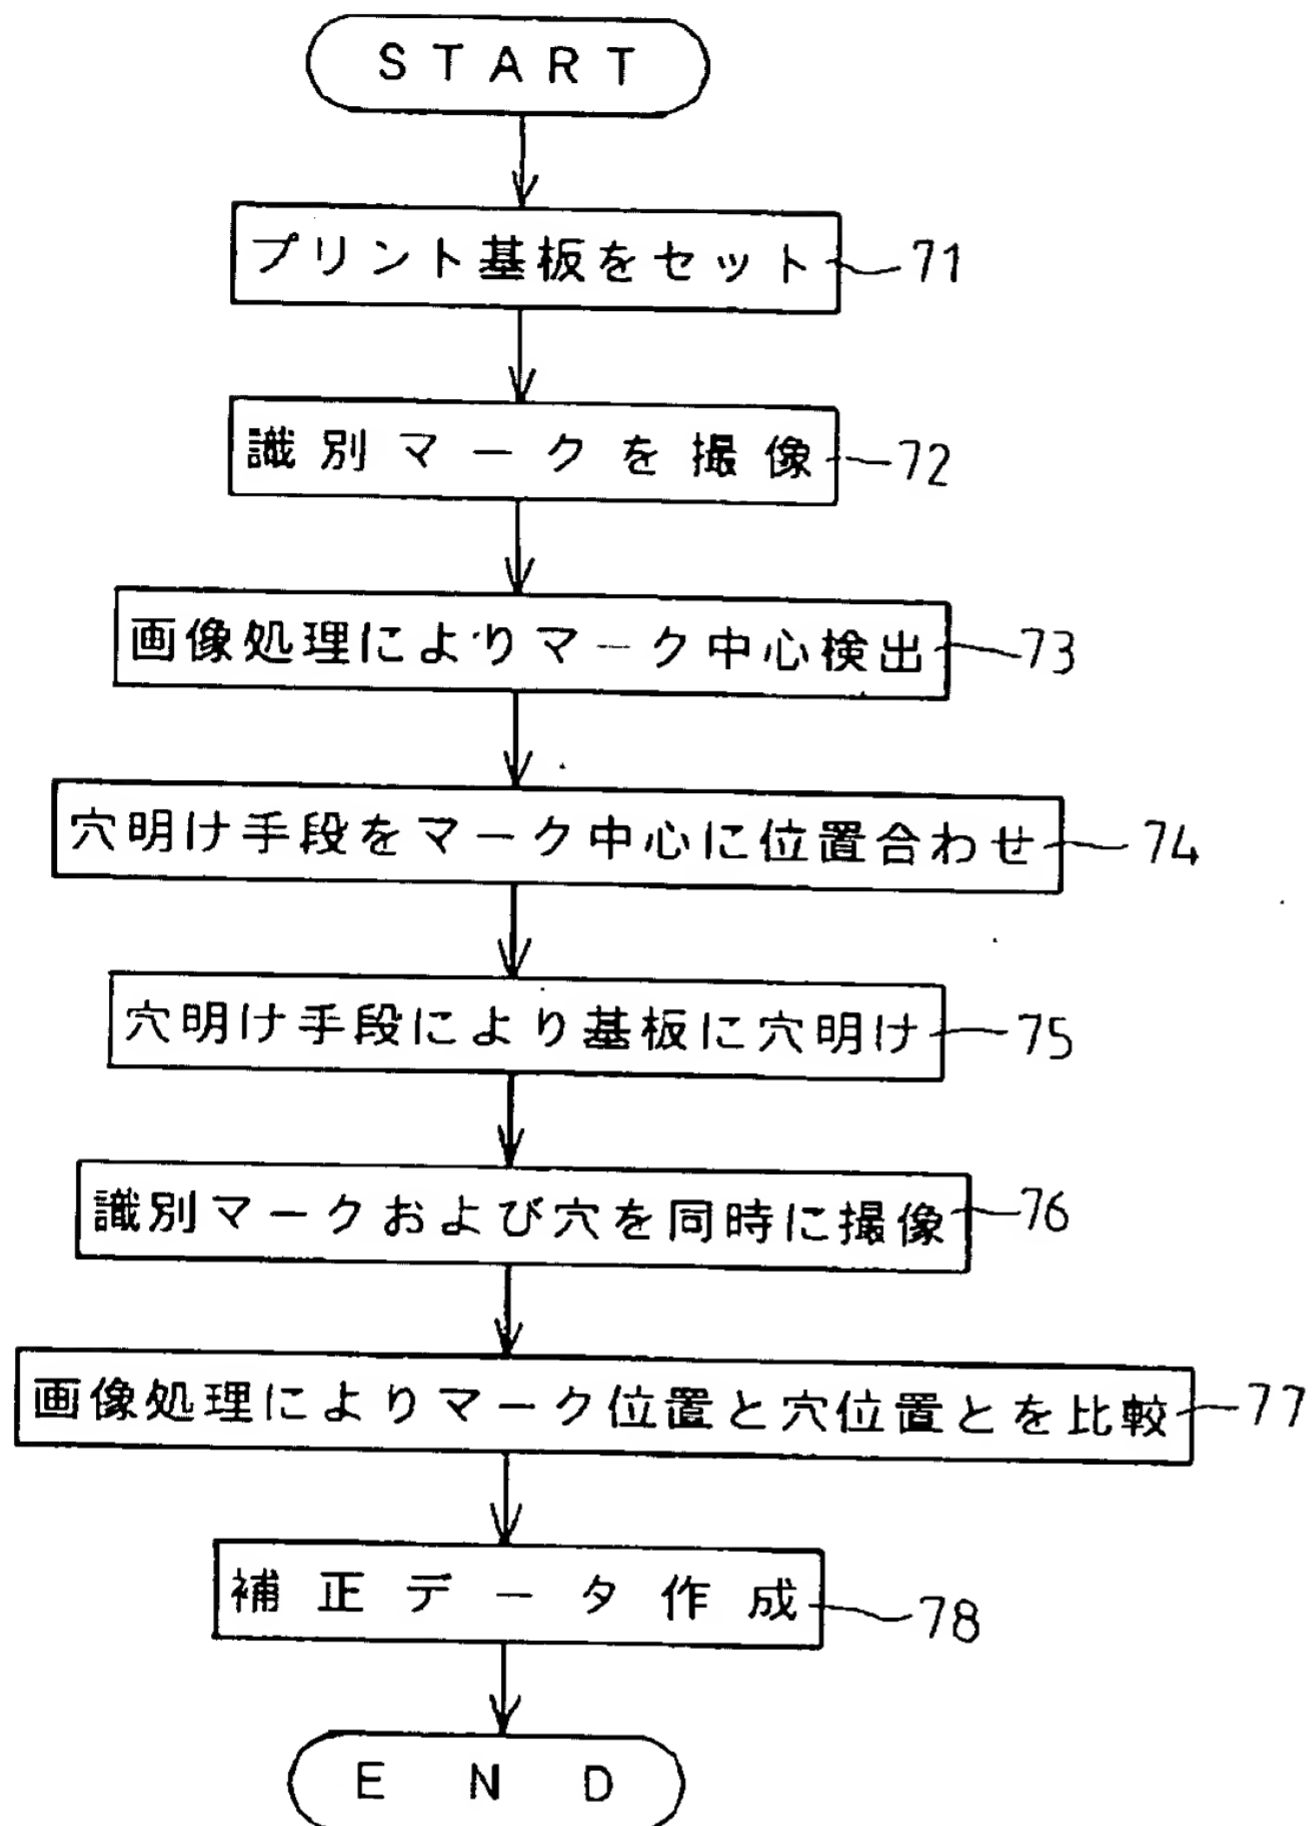 START
プリント基板をセット 71
識別マークを撮像 72
画像処理によりマーク中心検出 73
穴明け手段をマーク中心に位置合わせ 74
穴明け手段により基板に穴明け 75
識別マークおよび穴を同時に撮像 76
画像処理によりマーク位置と穴位置とを比較 77
補正データ作成 78
END